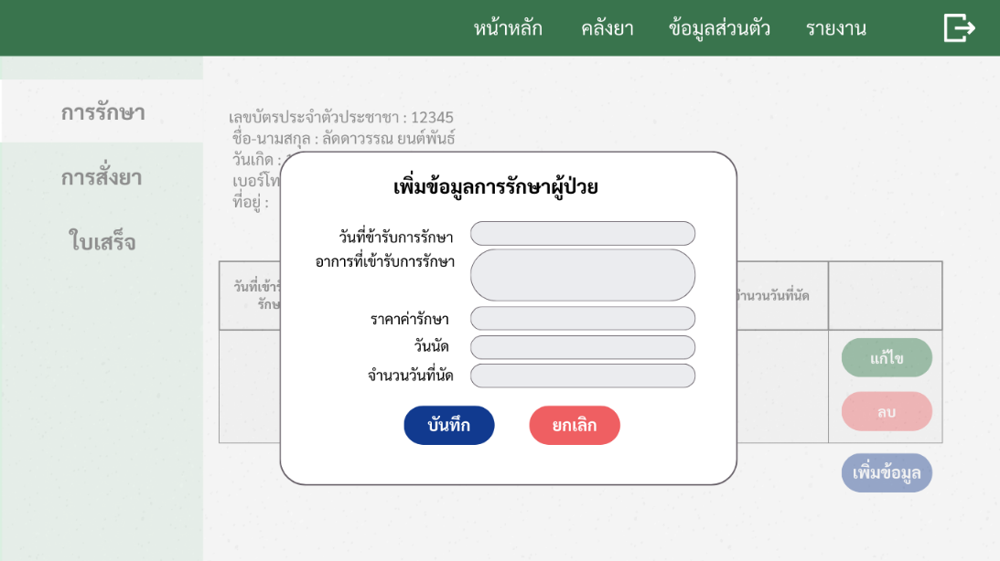 หน้าหลัก คลังยา ข้อมูลส่วนตัว รายงาน
การรักษา
การสั่งยา
ใบเสร็จ
เลขบัตรประจำตัวประชาชา : 12345
ชื่อ-นามสกุล : ลัดดาวรรณ ยนต์พันธ์
วันเกิด :
เบอร์โท
ที่อยู่ :
เพิ่มข้อมูลการรักษาผู้ป่วย
วันที่ข้ารับการรักษา
อาการที่เข้ารับการรักษา
ราคาค่ารักษา
วันนัด
จำนวนวันที่นัด
บันทึก ยกเลิก
วันที่เข้า
รักษ
จำนวนวันที่นัด
แก้ไข
ลบ
เพิ่มข้อมูล